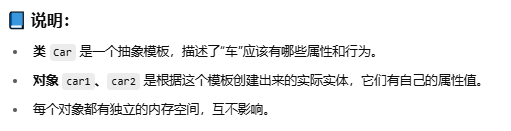 📘 说明：
• 类 Car 是一个抽象模板，描述了“车”应该有哪些属性和行为。
• 对象 car1 、 car2 是根据这个模板创建出来的实际实体，它们有自己的属性值。
• 每个对象都有独立的内存空间，互不影响。